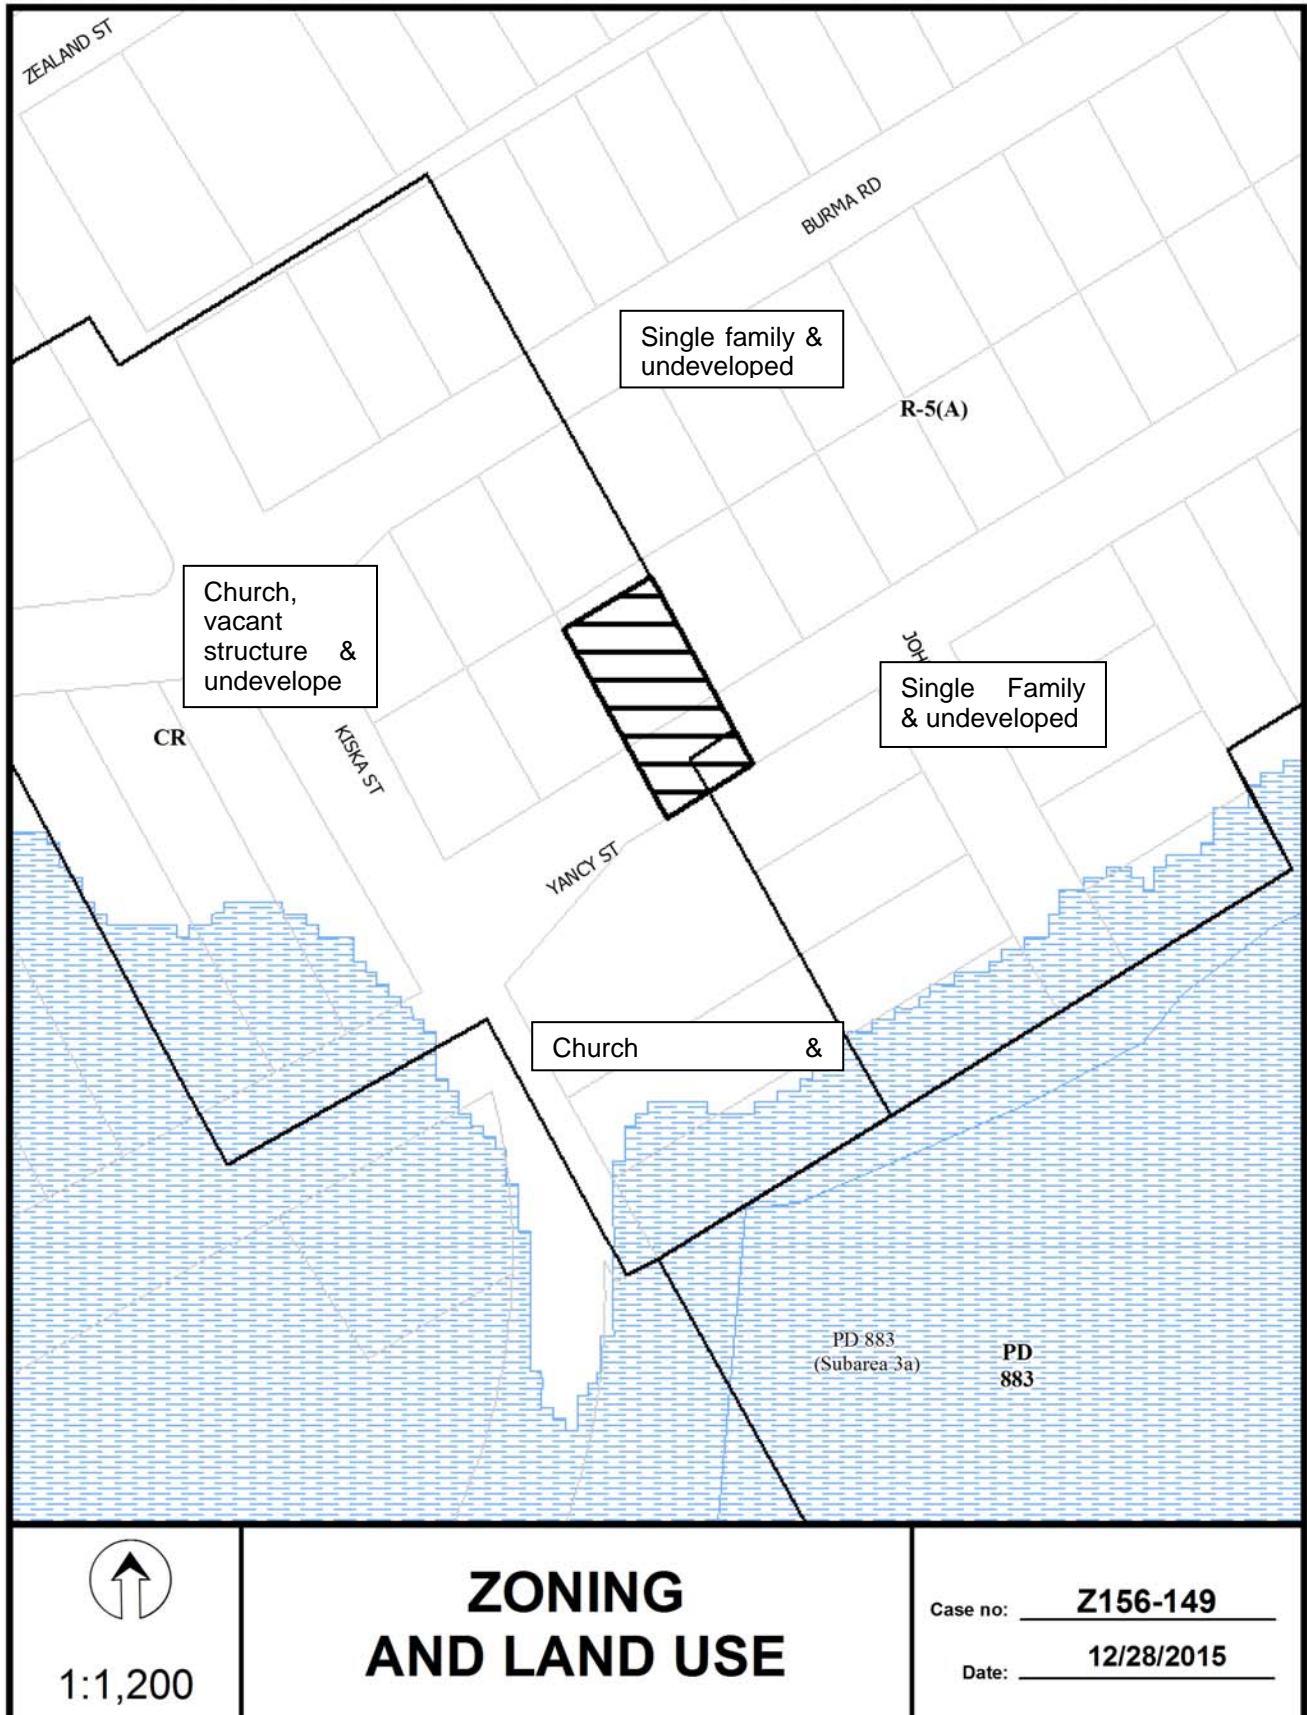 ZEALAND ST
BURMA RD
Single family &
undeveloped
R-5(A)
Church,
vacant
structure &
undevelope
JOH
Single Family
& undeveloped
CR
KISKA ST
YANCY ST
Church &
PD 883
(Subarea 3a)
PD
883
1:1,200
ZONING
AND LAND USE
Case no: Z156-149
Date: 12/28/2015